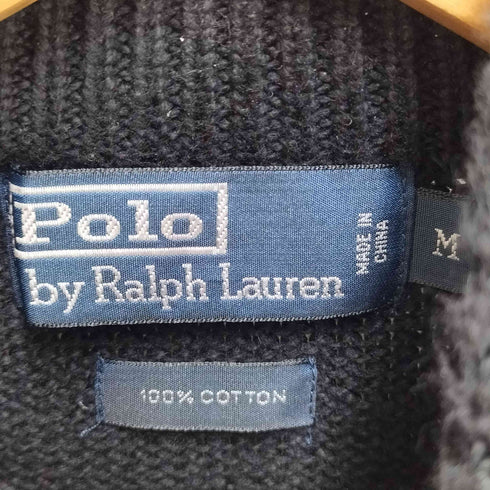 Polo
by Ralph Lauren
MADE IN
CHINA
M
100% COTTON